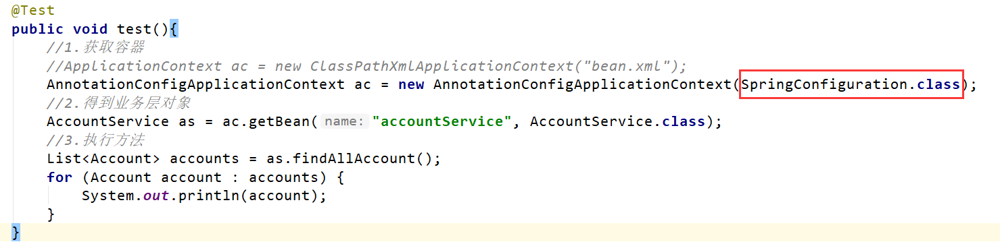 @Test
public void test(){
//1.获取容器
//ApplicationContext ac = new ClassPathXmlApplicationContext("bean.xml");
AnnotationConfigApplicationContext ac = new AnnotationConfigApplicationContext(SpringConfiguration.class);
//2.得到业务层对象
AccountService as = ac.getBean( name: "accountService", AccountService.class);
//3.执行方法
List<Account> accounts = as.findAllAccount();
for (Account account : accounts) {
System.out.println(account);
}
}